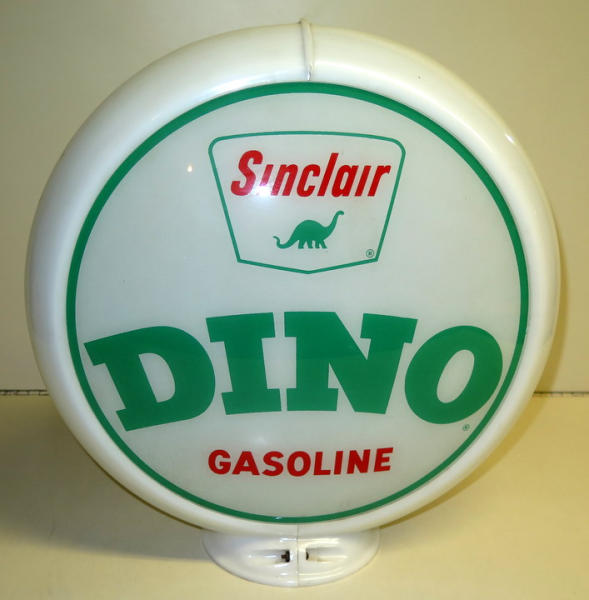 Sinclair
®
DINO
®
GASOLINE